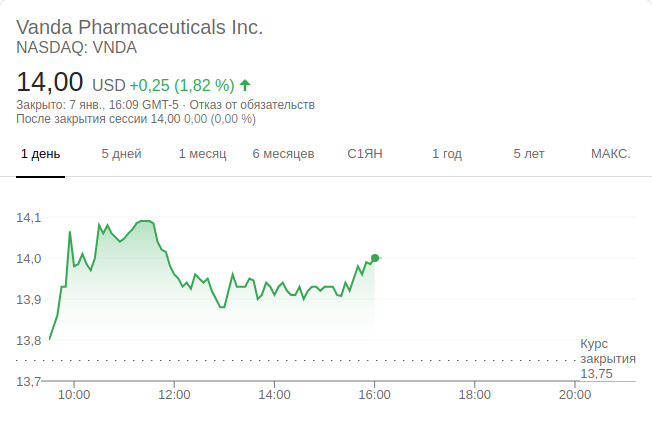 Vanda Pharmaceuticals Inc.
NASDAQ: VNDA
14,00 USD +0,25 (1,82 %)
Закрыто: 7 янв., 16:09 GMT-5 · Отказ от обязательств
После закрытия сессии 14,00 0,00 (0,00 %)
1 день 5 дней 1 месяц 6 месяцев С1ЯН 1 год 5 лет МАКС.
14,1
14,0
13,9
13,8
Курс
закрытия
13,75
13,7
10:00 12:00 14:00 16:00 18:00 20:00